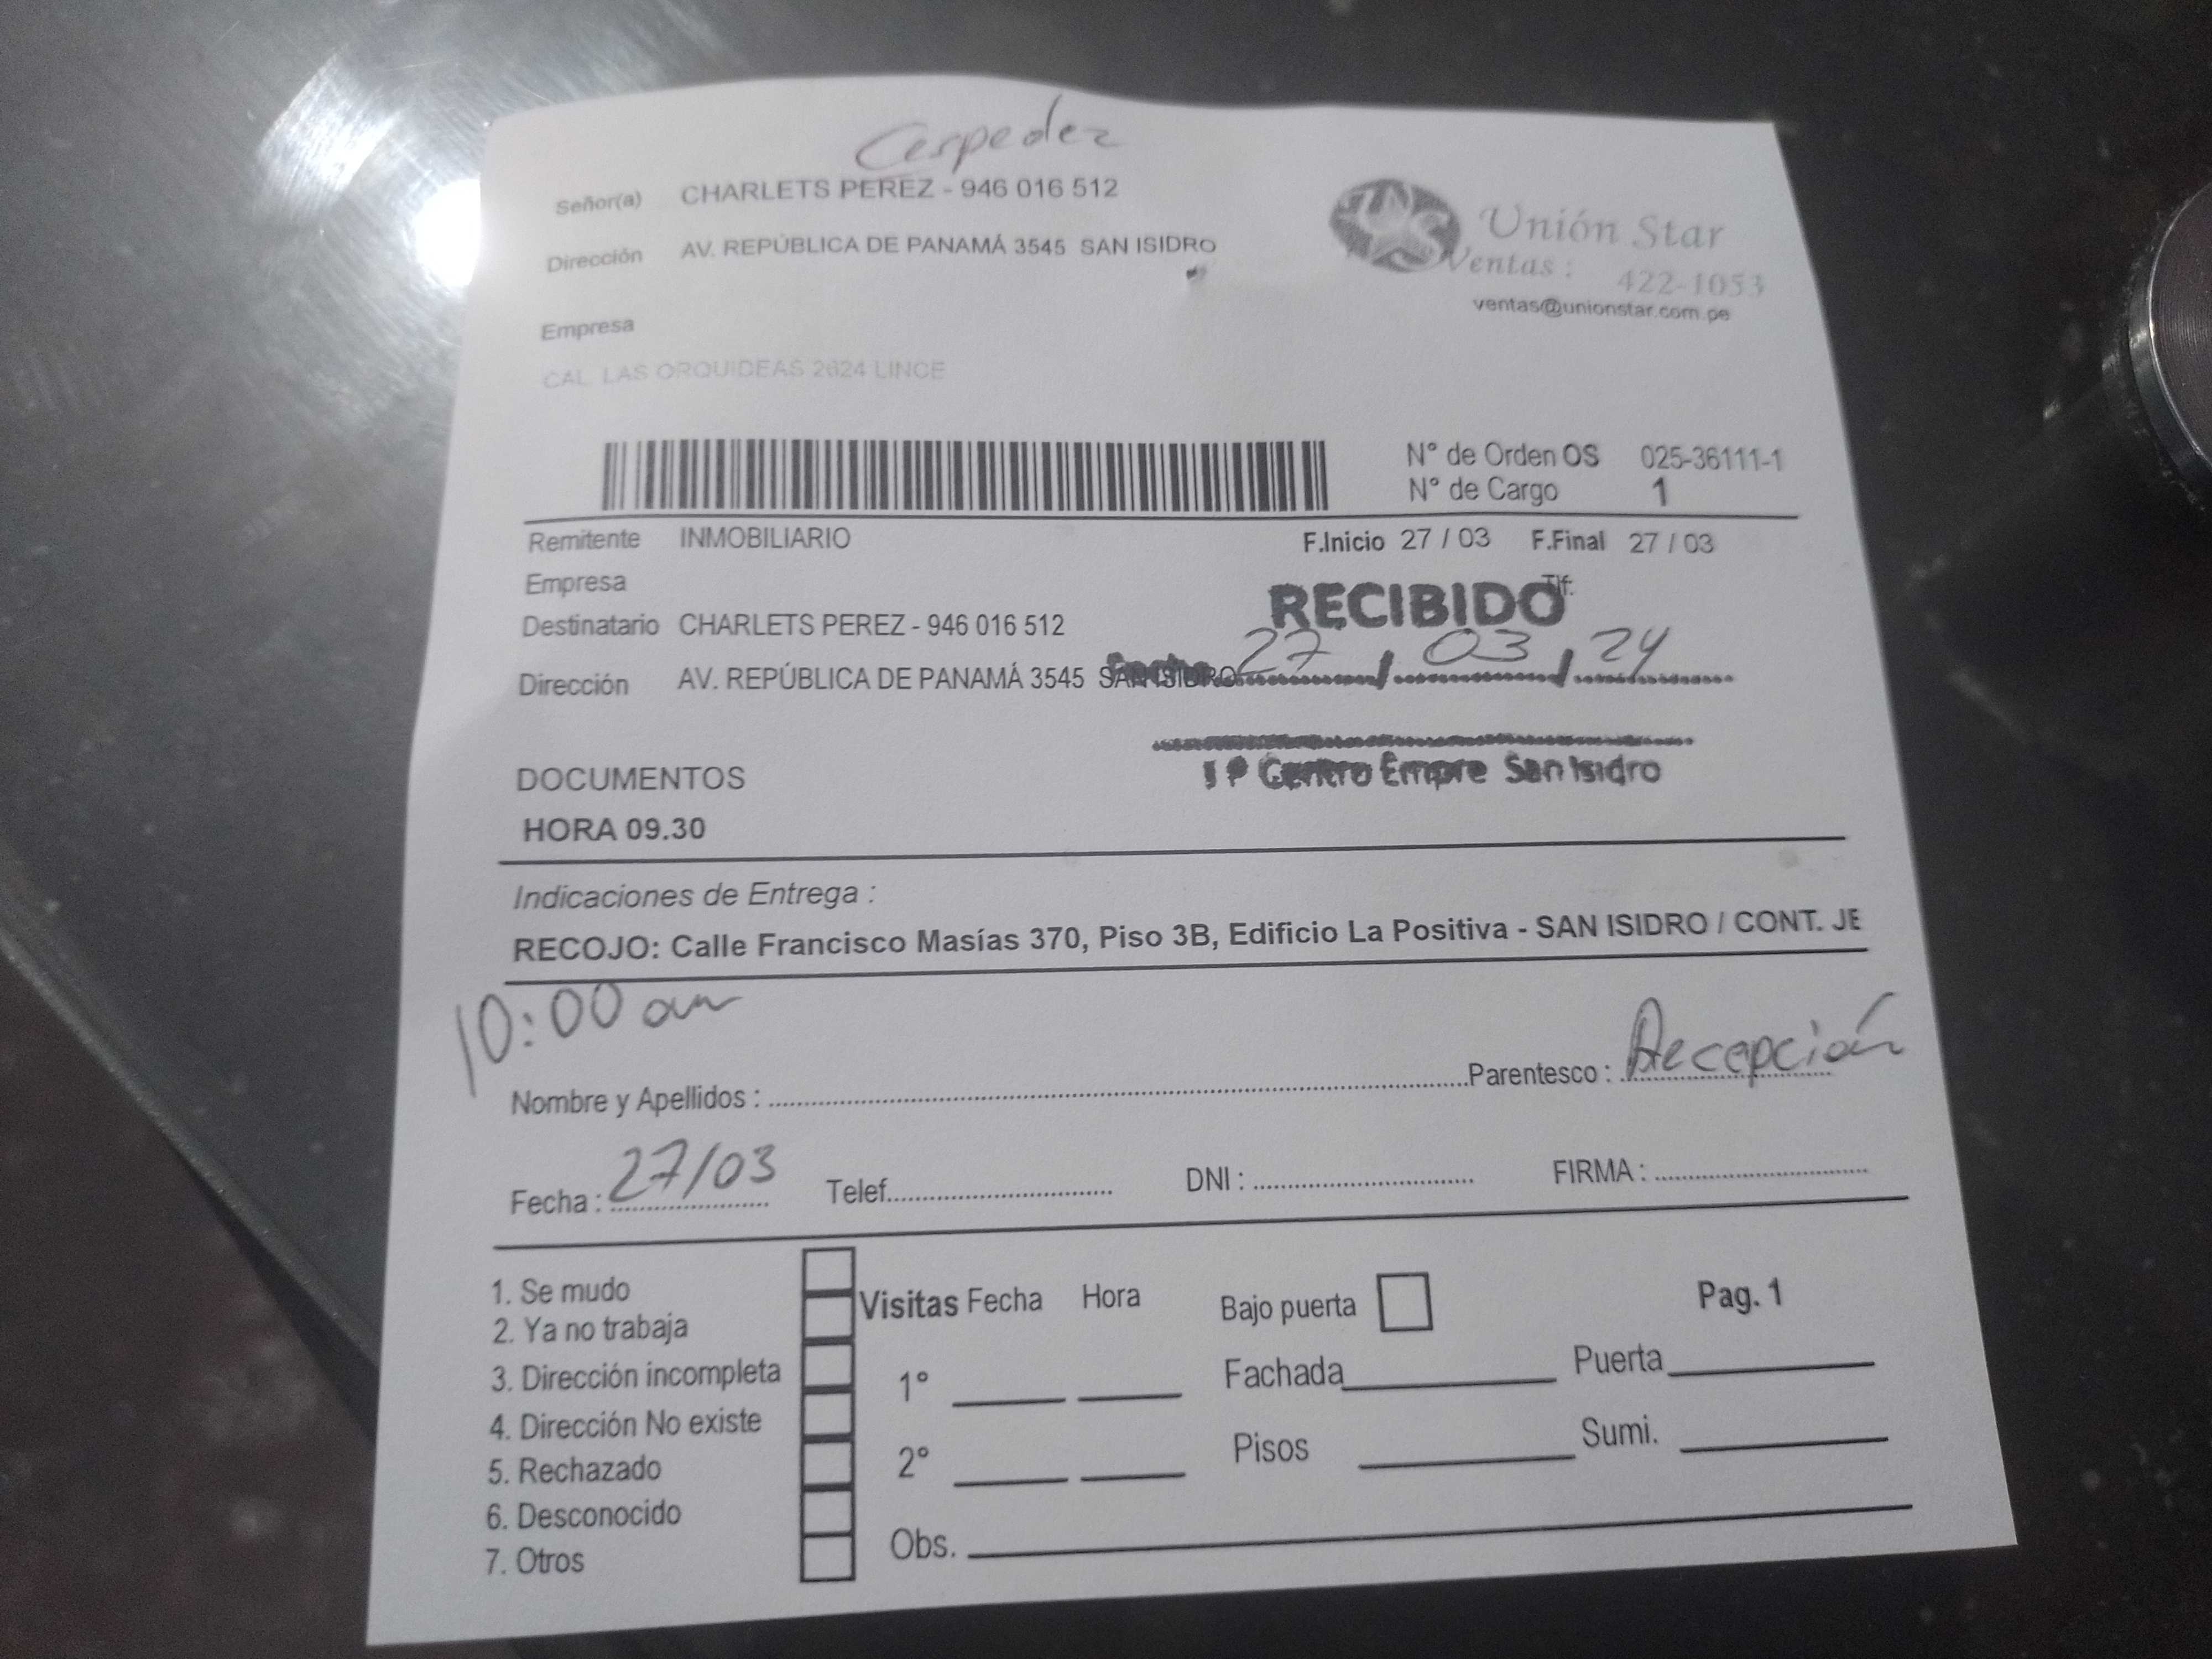 Cespedez
Señor(a) CHARLETS PEREZ - 946 016 512
Dirección AV. REPÚBLICA DE PANAMÁ 3545 SAN ISIDRO
Unión Star
Ventas : 422-1053
ventas@unionstar.com.pe
Empresa
CAL. LAS ORQUIDEAS 2624 LINCE
N° de Orden OS 025-36111-1
N° de Cargo 1
Remitente INMOBILIARIO F.Inicio 27 / 03 F.Final 27 / 03
Empresa Tlf:
RECIBIDO
Destinatario CHARLETS PEREZ - 946 016 512
27 / 03 / 24
Dirección AV. REPÚBLICA DE PANAMÁ 3545 SAN ISIDRO
Centro Empre San Isidro
DOCUMENTOS
HORA 09.30
Indicaciones de Entrega :
RECOJO: Calle Francisco Masías 370, Piso 3B, Edificio La Positiva - SAN ISIDRO / CONT. JE
10:00 am
Nombre y Apellidos : Parentesco : Recepción
Fecha : 27/03 Telef. DNI : FIRMA :
1. Se mudo
2. Ya no trabaja
3. Dirección incompleta
4. Dirección No existe
5. Rechazado
6. Desconocido
7. Otros
Visitas Fecha Hora
1°
2°
Obs.
Bajo puerta Pag. 1
Fachada Puerta
Pisos Sumi.